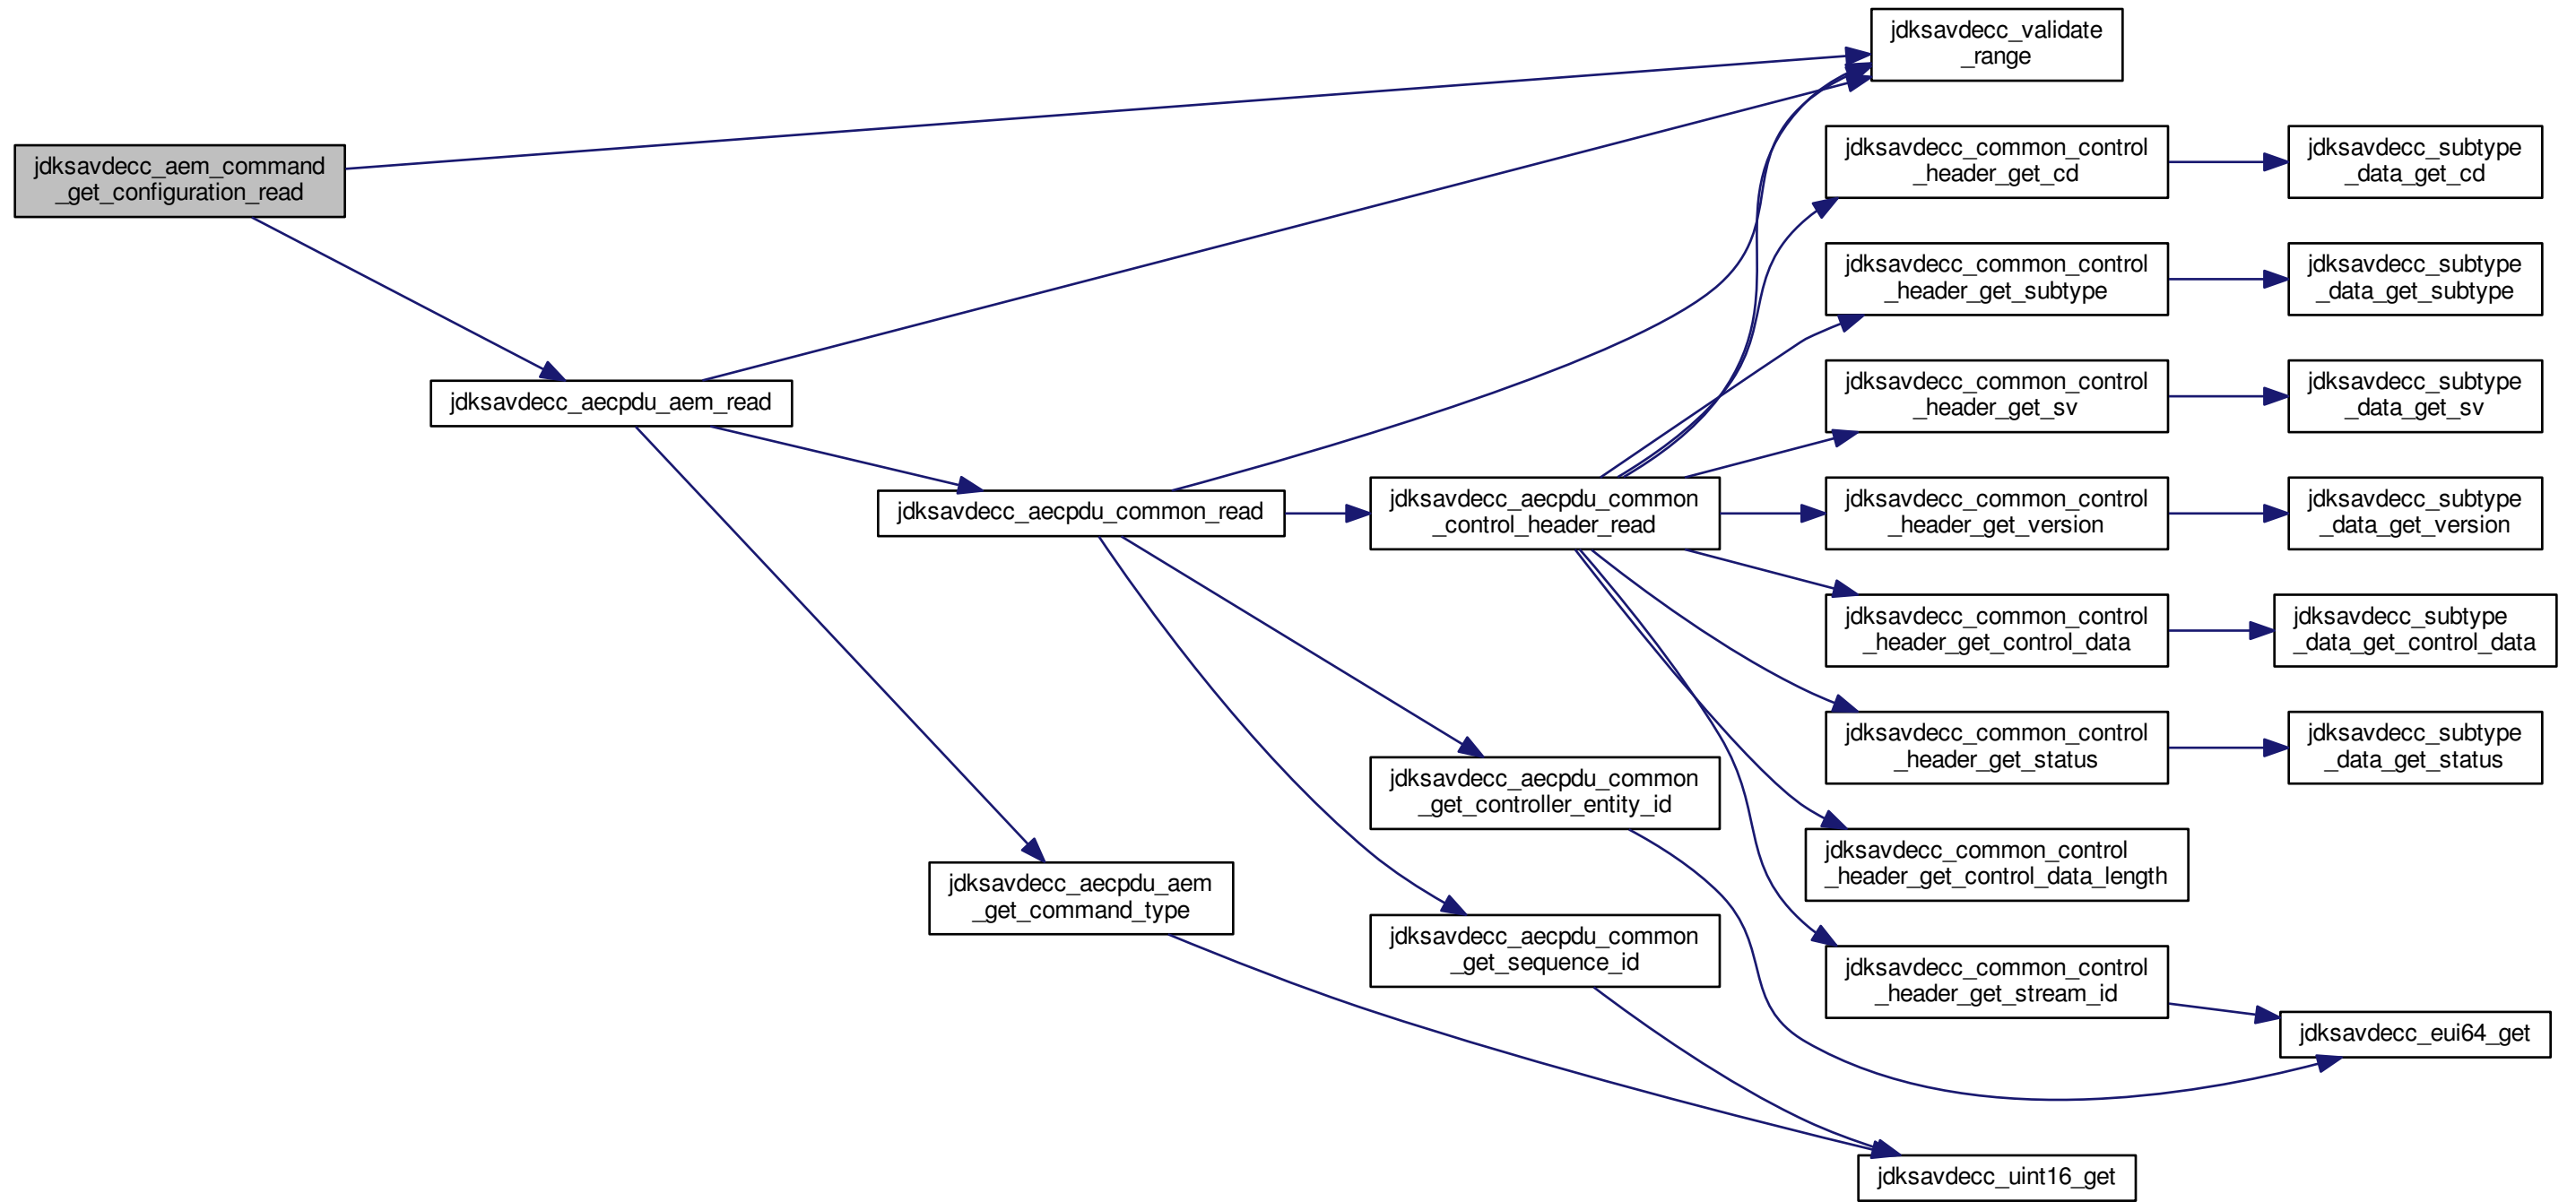 jdksavdecc_aem_command
_get_configuration_read
jdksavdecc_aecpdu_aem_read
jdksavdecc_aecpdu_common_read
jdksavdecc_aecpdu_aem
_get_command_type
jdksavdecc_aecpdu_common
_control_header_read
jdksavdecc_aecpdu_common
_get_controller_entity_id
jdksavdecc_aecpdu_common
_get_sequence_id
jdksavdecc_validate
_range
jdksavdecc_common_control
_header_get_cd
jdksavdecc_common_control
_header_get_subtype
jdksavdecc_common_control
_header_get_sv
jdksavdecc_common_control
_header_get_version
jdksavdecc_common_control
_header_get_control_data
jdksavdecc_common_control
_header_get_status
jdksavdecc_common_control
_header_get_control_data_length
jdksavdecc_common_control
_header_get_stream_id
jdksavdecc_uint16_get
jdksavdecc_subtype
_data_get_cd
jdksavdecc_subtype
_data_get_subtype
jdksavdecc_subtype
_data_get_sv
jdksavdecc_subtype
_data_get_version
jdksavdecc_subtype
_data_get_control_data
jdksavdecc_subtype
_data_get_status
jdksavdecc_eui64_get